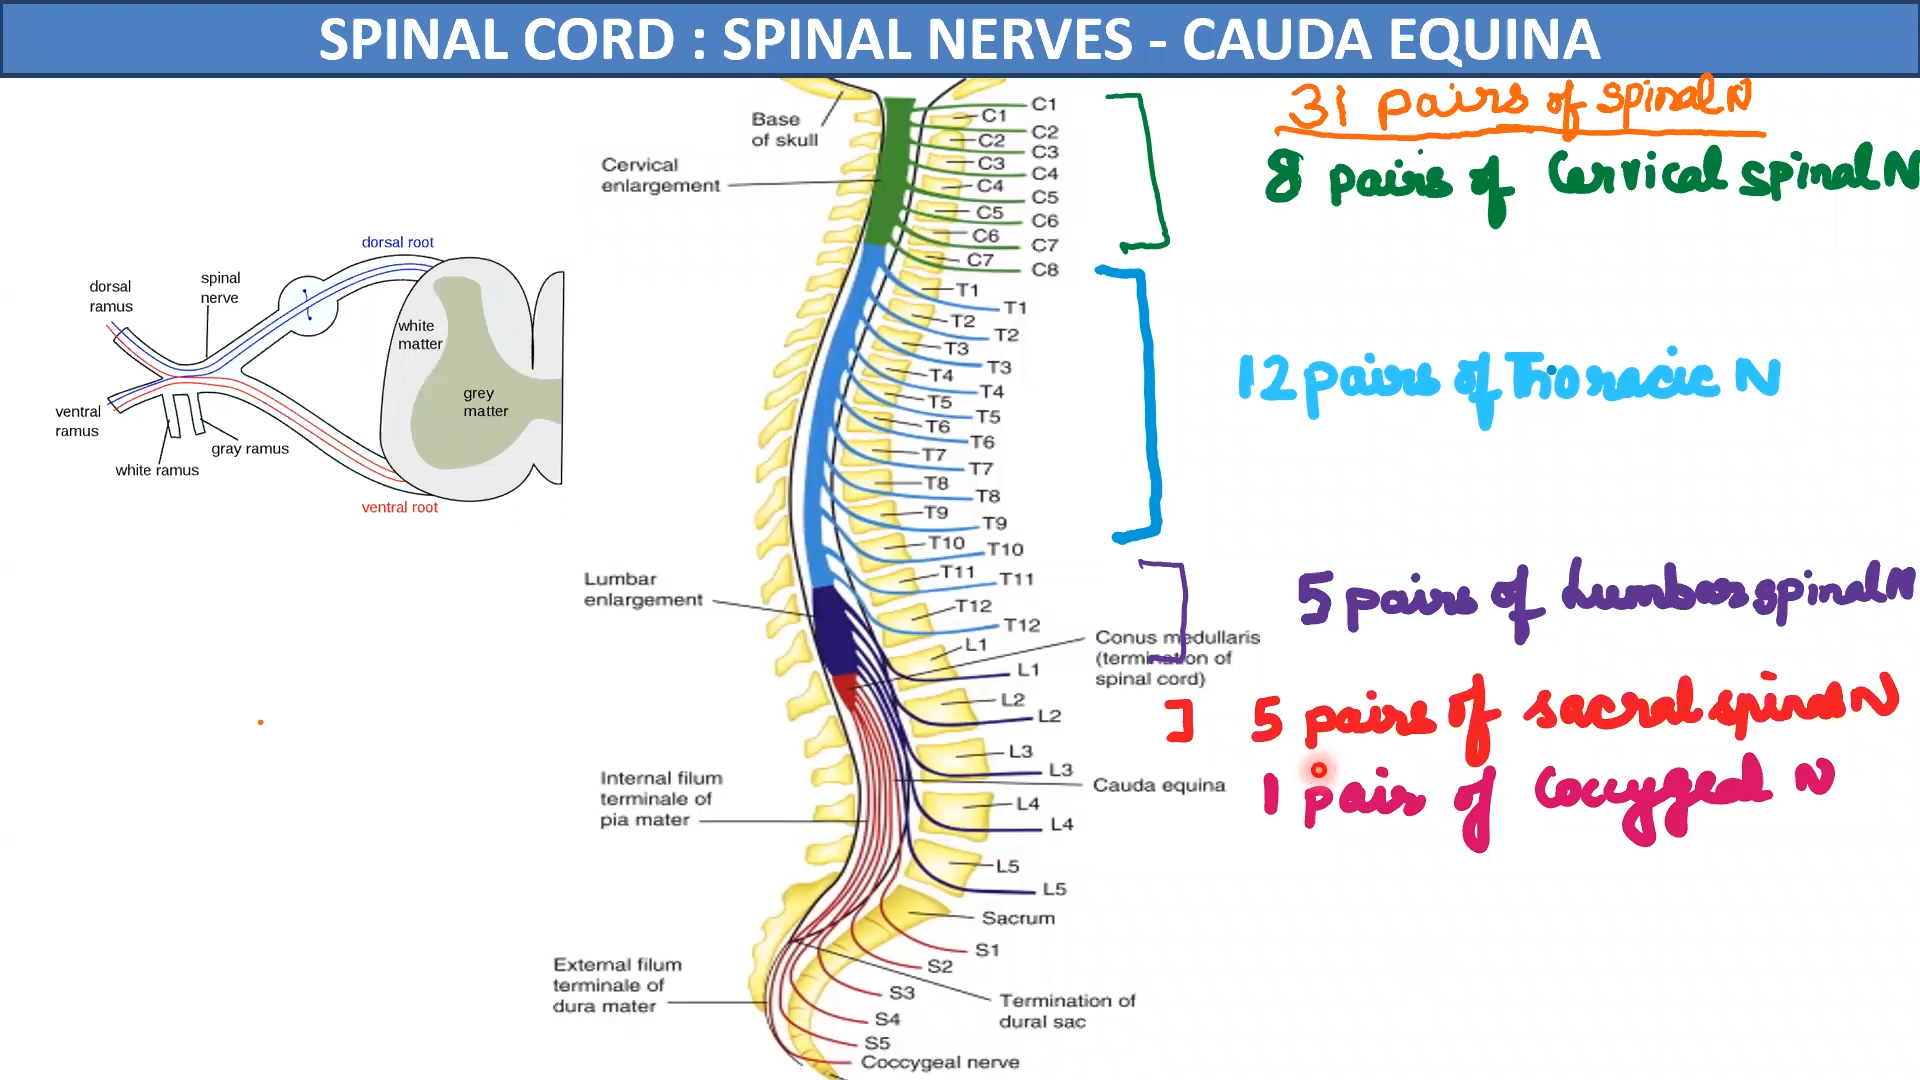 SPINAL CORD : SPINAL NERVES - CAUDA EQUINA
31 pairs of spinal N
8 pairs of Cervical spinal N
12 pairs of Thoracic N
5 pairs of Lumbar spinal N
5 pairs of sacral spinal N
1 pair of Coccygeal N
dorsal root
dorsal
ramus
spinal
nerve
white
matter
grey
matter
ventral
ramus
gray ramus
white ramus
ventral root
Base
of skull
Cervical
enlargement
Lumbar
enlargement
Internal filum
terminale of
pia mater
External filum
terminale of
dura mater
C1
C2
C3
C4
C5
C6
C7
T1
T2
T3
T4
T5
T6
T7
T8
T9
T10
T11
T12
L1
L2
L3
L4
L5
Sacrum
C1
C2
C3
C4
C5
C6
C7
C8
T1
T2
T3
T4
T5
T6
T7
T8
T9
T10
T11
T12
L1
L2
L3
L4
L5
S1
S2
S3
S4
S5
Coccygeal nerve
Conus medullaris
(termination of
spinal cord)
Cauda equina
Termination of
dural sac